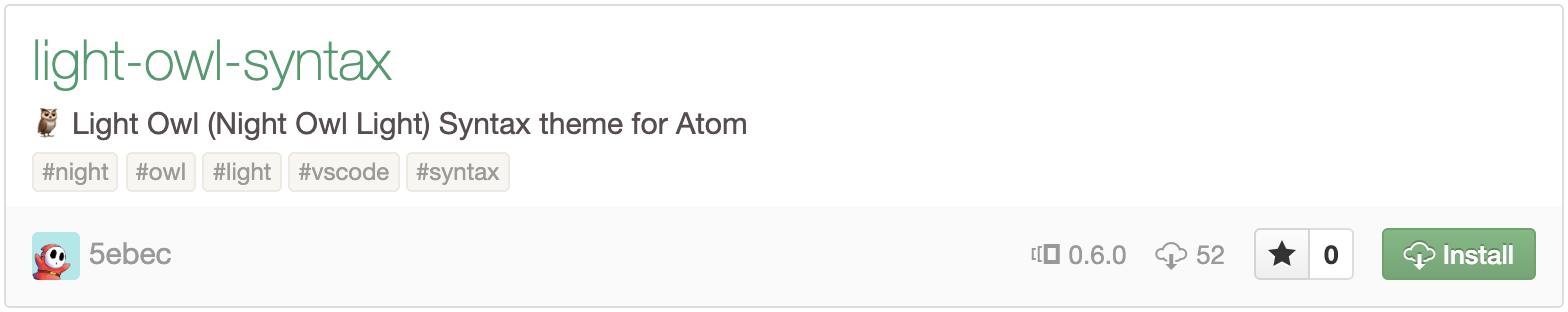 light-owl-syntax
🦉 Light Owl (Night Owl Light) Syntax theme for Atom
#night #owl #light #vscode #syntax
5ebec 0.6.0 52 0 Install